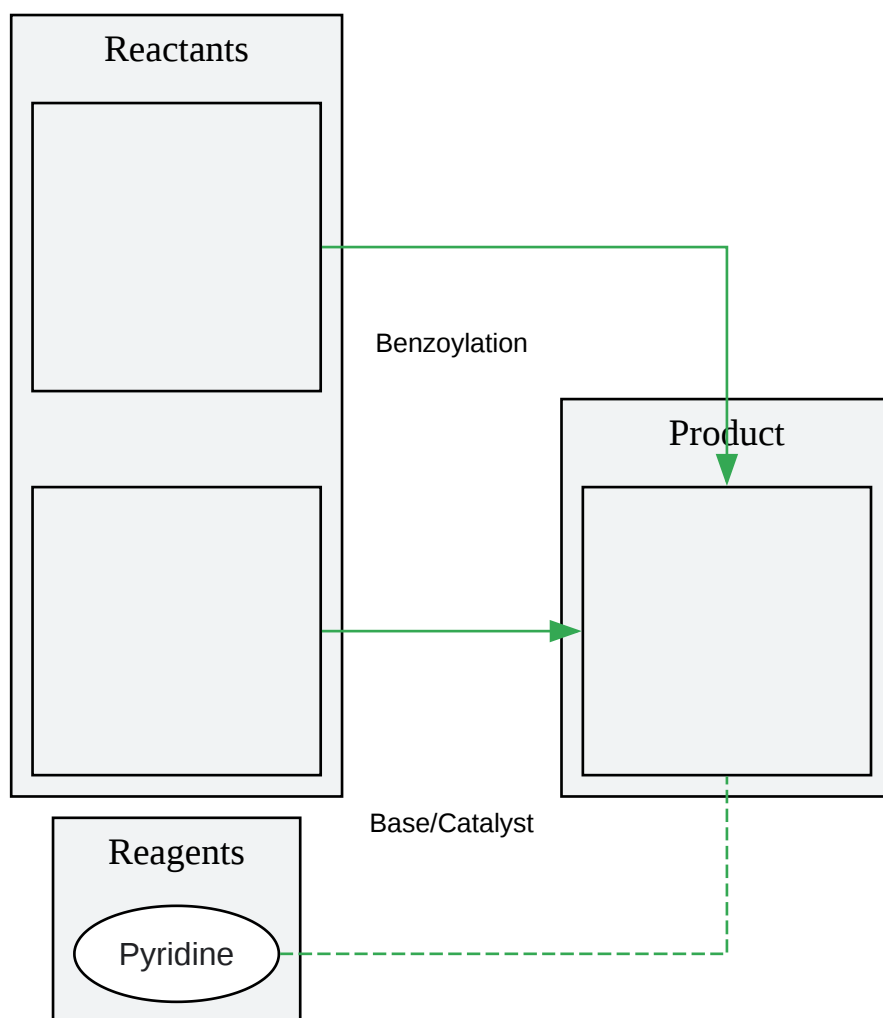 Reactants
Benzoylation
Product
Base/Catalyst
Reagents
Pyridine